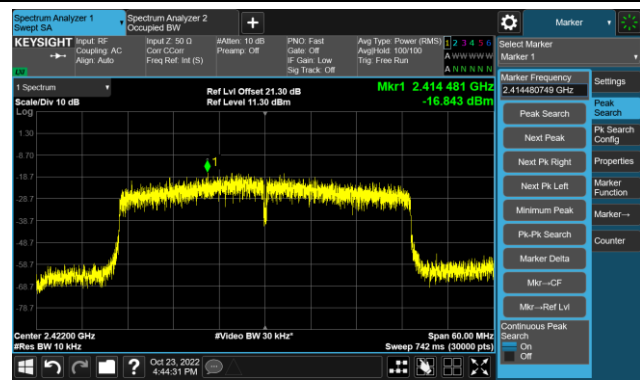 Spectrum Analyzer 1
Swept SA
Spectrum Analyzer 2
Occupied BW
Marker
KEYSIGHT
Input: RF
Coupling: AC
Align: Auto
Input Z: 50 Ω
Corr CCorr
Freq Ref: Int (S)
#Atten: 10 dB
Preamp: Off
PNO: Fast
Gate: Off
IF Gain: Low
Sig Track: Off
Avg Type: Power (RMS)
Avg|Hold: 100/100
Trig: Free Run
1 2 3 4 5 6
A W W W W W
A N N N N N
LW
Select Marker
Marker 1
1 Spectrum
Scale/Div 10 dB
Log
Ref Lvl Offset 21.30 dB
Ref Level 11.30 dBm
Mkr1 2.414 481 GHz
-16.843 dBm
1
1.30
-8.70
-18.7
-28.7
-38.7
-48.7
-58.7
-68.7
-78.7
Center 2.42200 GHz
#Res BW 10 kHz
#Video BW 30 kHz*
Span 60.00 MHz
Sweep 742 ms (30000 pts)
Marker Frequency
2.414480749 GHz
Peak Search
Next Peak
Next Pk Right
Next Pk Left
Minimum Peak
Pk-Pk Search
Marker Delta
Mkr→CF
Mkr→Ref Lvl
Continuous Peak
Search
On
Off
Settings
Peak
Search
Pk Search
Config
Properties
Marker
Function
Marker→
Counter
?
Oct 23, 2022
4:44:31 PM